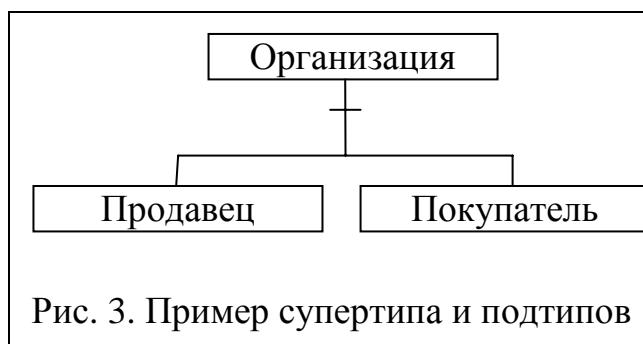 Организация
Продавец Покупатель
Рис. 3. Пример супертипа и подтипов